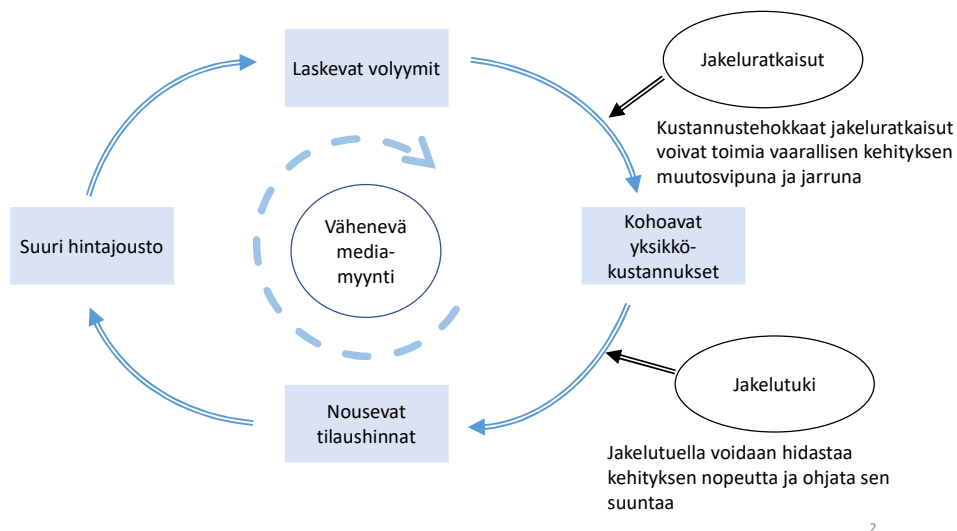 Laskevat volyymit
Jakeluratkaisut
Kustannustehokkaat jakeluratkaisut
voivat toimia vaarallisen kehityksen
muutosvipuna ja jarruna
Suuri hintajousto
Vähenevä
media-
myynti
Kohoavat
yksikkö-
kustannukset
Nousevat
tilaushinnat
Jakelutuki
Jakelutuella voidaan hidastaa
kehityksen nopeutta ja ohjata sen
suuntaa
2